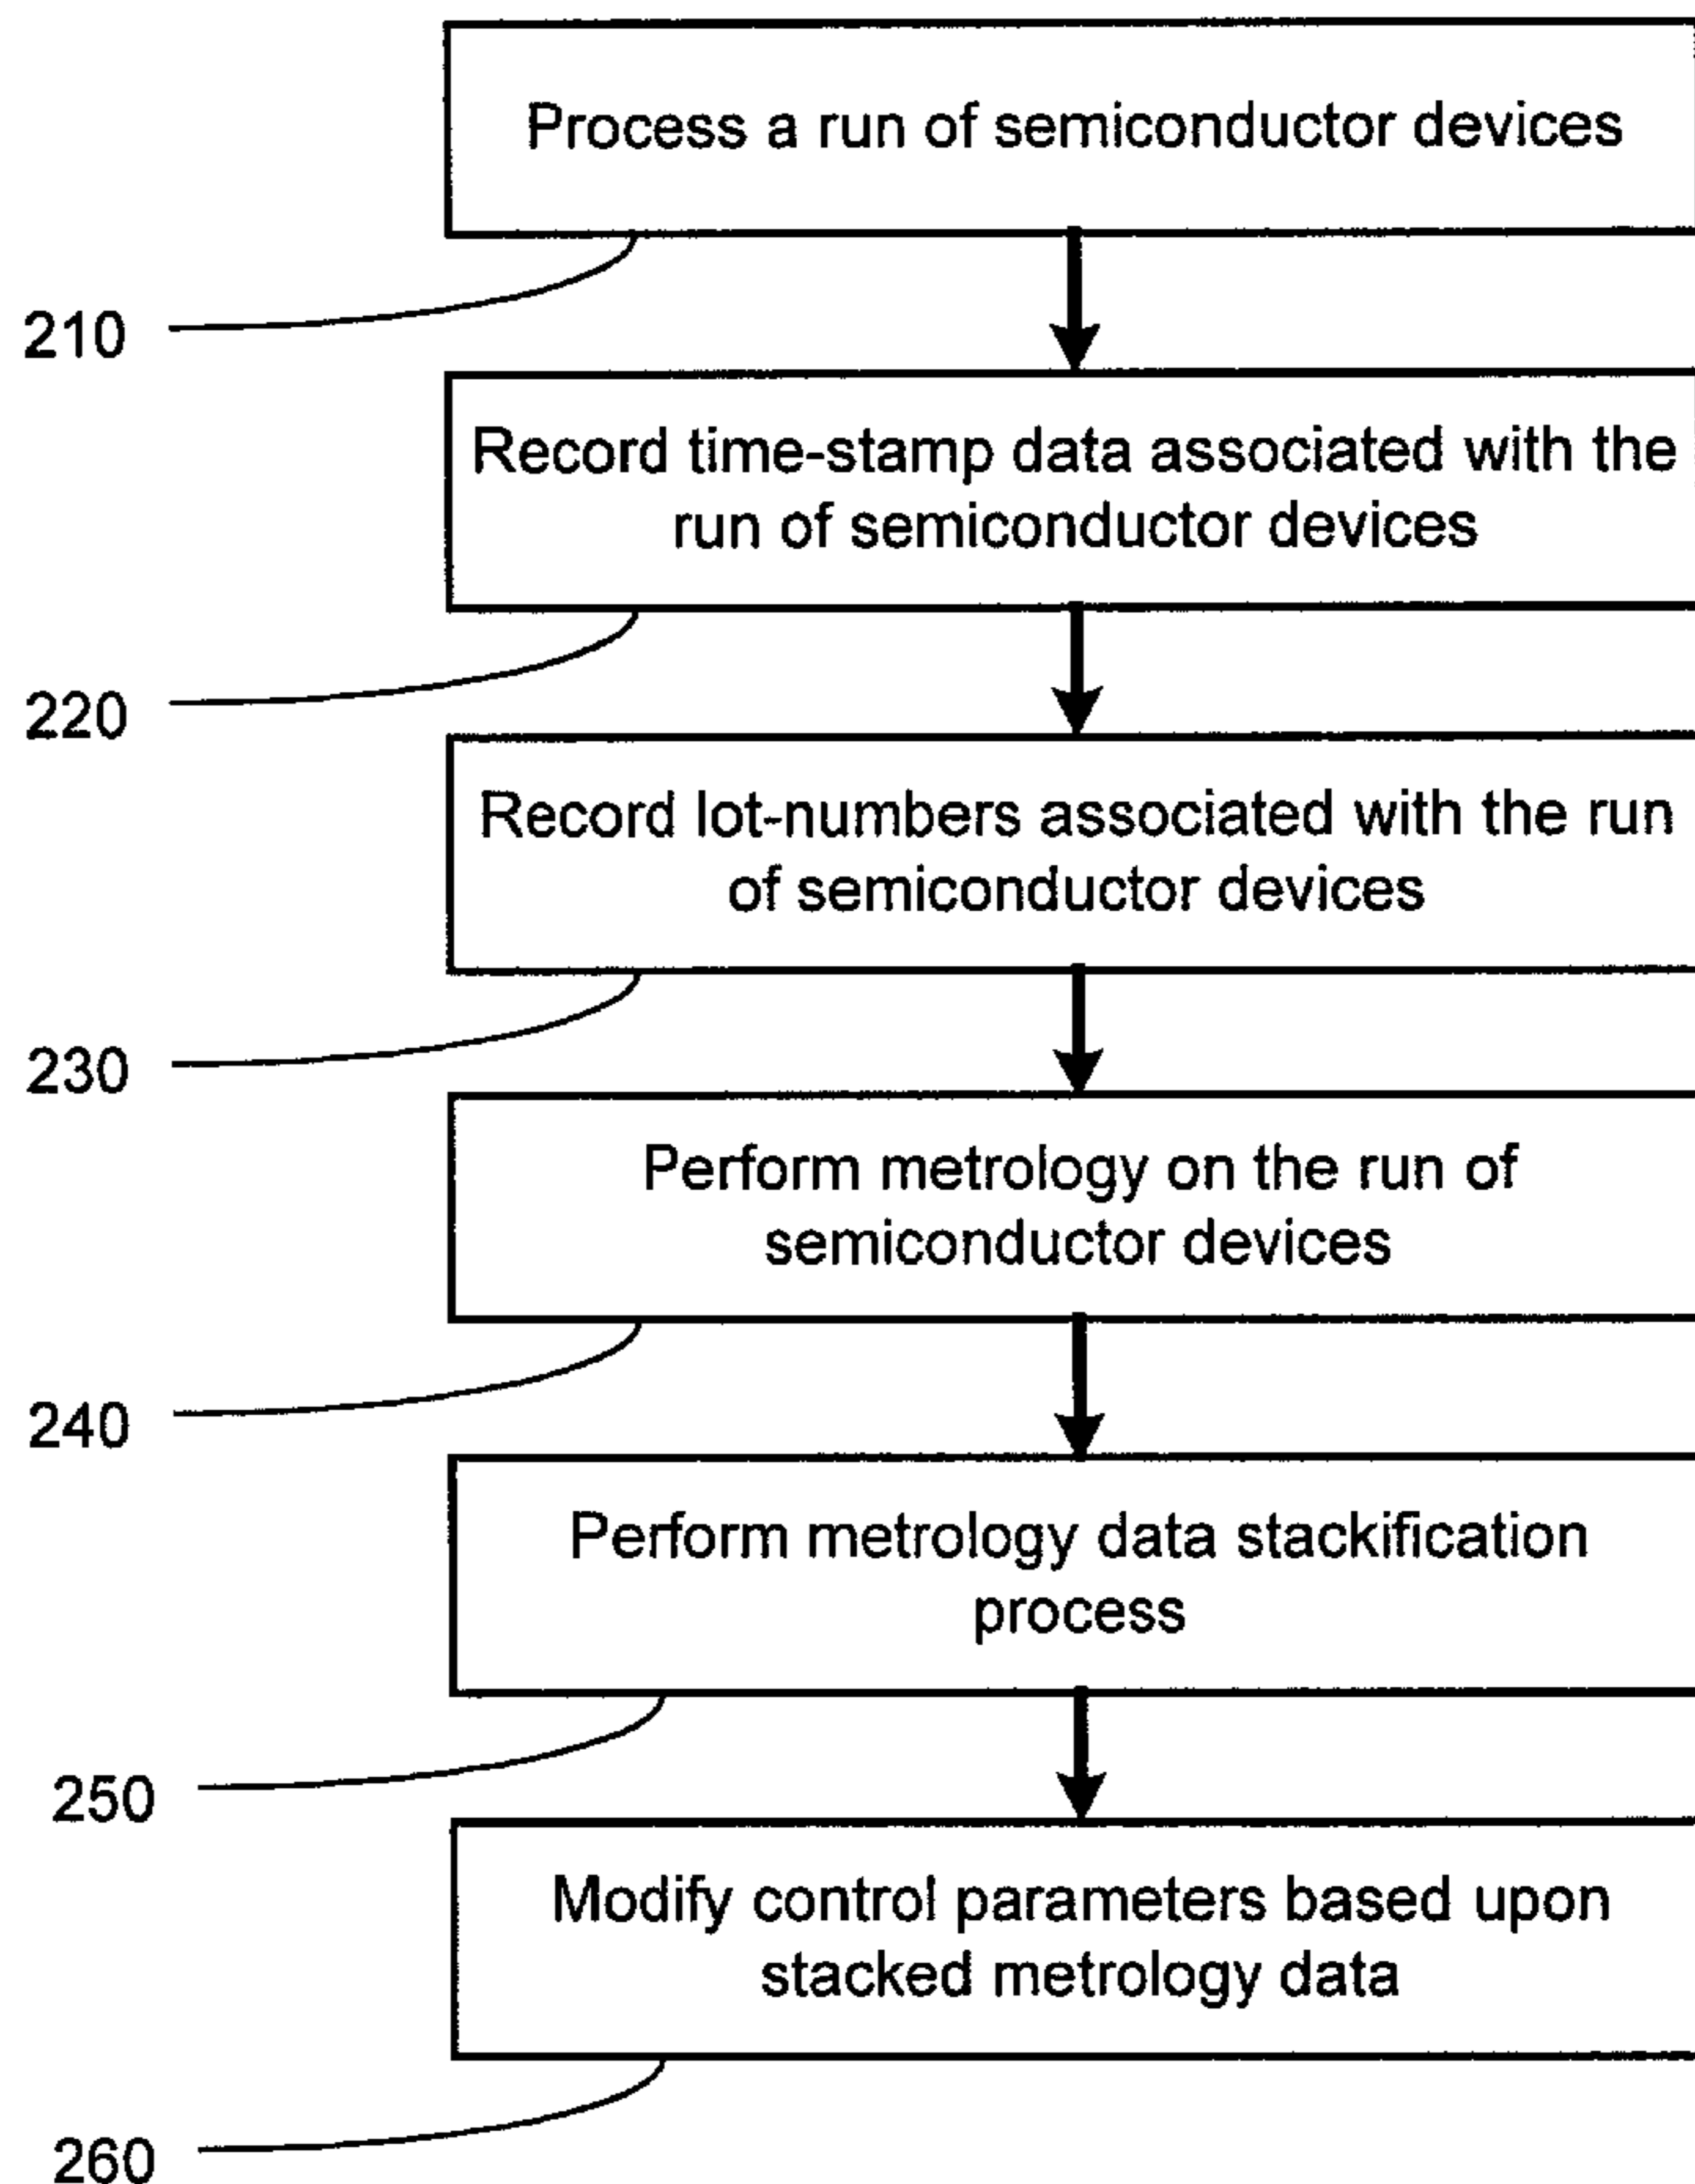 Process a run of semiconductor devices
210
Record time-stamp data associated with the
run of semiconductor devices
220
Record lot-numbers associated with the run
of semiconductor devices
230
Perform metrology on the run of
semiconductor devices
240
Perform metrology data stackification
process
250
Modify control parameters based upon
stacked metrology data
260